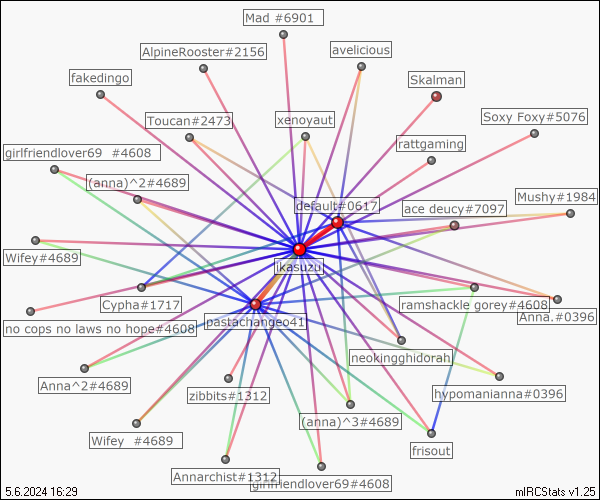 Mad #6901
AlpineRooster#2156
avelicious
fakedingo
Skalman
Toucan#2473
xenoyaut
Soxy Foxy#5076
girlfriendlover69 #4608
rattgaming
(anna)^2#4689
Mushy#1984
default#0617
ace deucy#7097
Wifey#4689
ikasuzu
Cypha#1717
ramshackle gorey#4608
Anna.#0396
no cops no laws no hope#4608
pastachangeo41
neokingghidorah
Anna^2#4689
zibbits#1312
hypomanianna#0396
(anna)^3#4689
Wifey #4689
frisout
Annarchist#1312
girlfriendlover69#4608
5.6.2024 16:29
mIRCStats v1.25